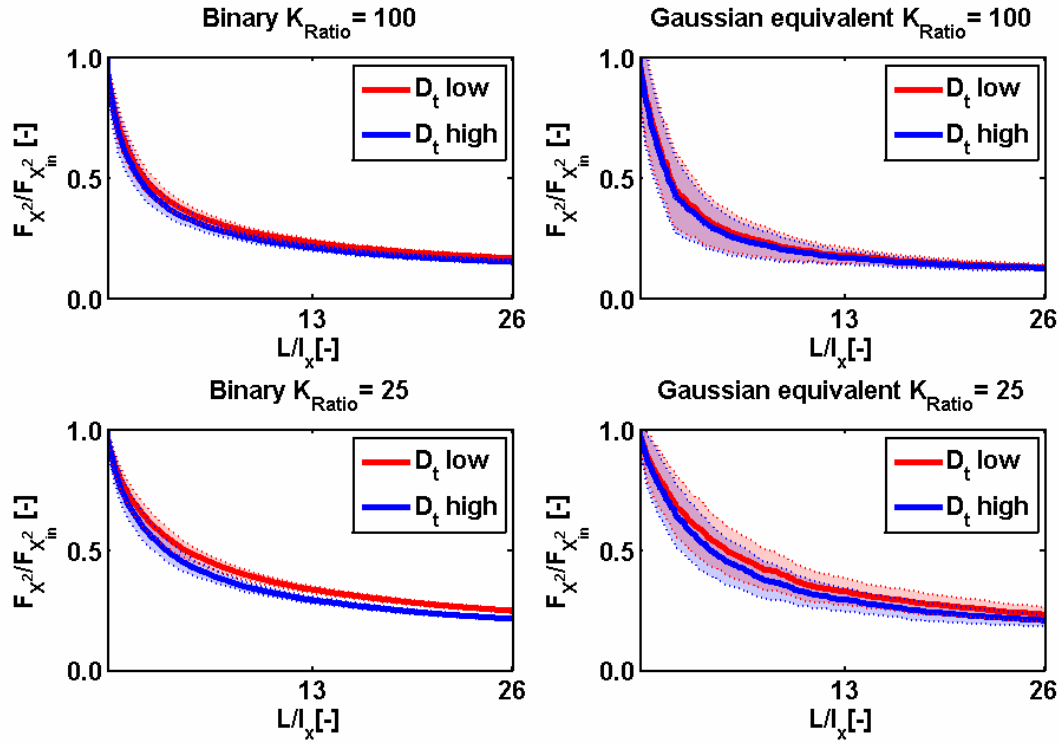 Binary K_Ratio = 100
F_X²/F_X²_in [-]
1.0
0.5
0.0
D_t low
D_t high
13
26
L/l_x[-]
Gaussian equivalent K_Ratio = 100
F_X²/F_X²_in [-]
1.0
0.5
0.0
D_t low
D_t high
13
26
L/l_x[-]
Binary K_Ratio = 25
F_X²/F_X²_in [-]
1.0
0.5
0.0
D_t low
D_t high
13
26
L/l_x[-]
Gaussian equivalent K_Ratio = 25
F_X²/F_X²_in [-]
1.0
0.5
0.0
D_t low
D_t high
13
26
L/l_x[-]